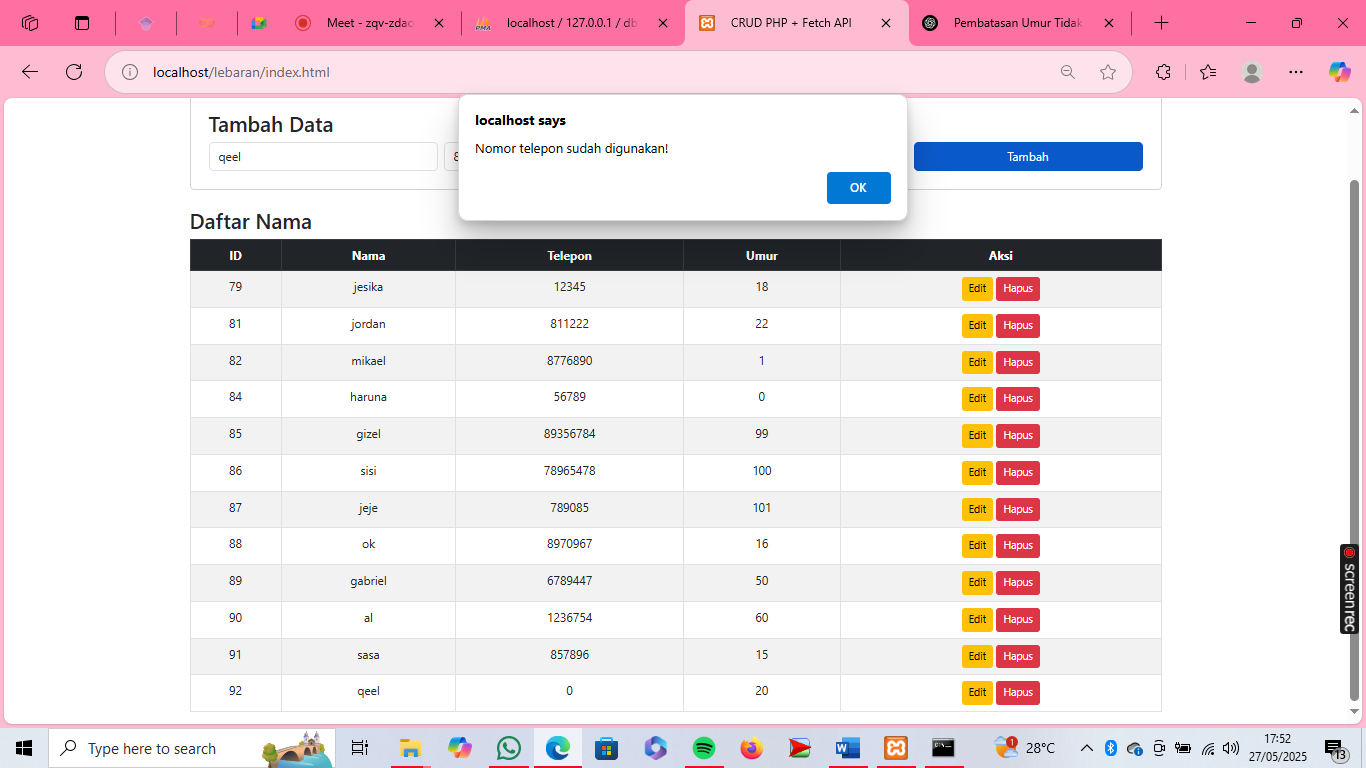 Meet - zqv-zdac
localhost / 127.0.0.1 / db
CRUD PHP + Fetch API
Pembatasan Umur Tidak
localhost/lebaran/index.html
localhost says
Nomor telepon sudah digunakan!
OK
Tambah Data
qeel 8 Tambah
Daftar Nama
ID Nama Telepon Umur Aksi
79 jesika 12345 18 Edit Hapus
81 jordan 811222 22 Edit Hapus
82 mikael 8776890 1 Edit Hapus
84 haruna 56789 0 Edit Hapus
85 gizel 89356784 99 Edit Hapus
86 sisi 78965478 100 Edit Hapus
87 jeje 789085 101 Edit Hapus
88 ok 8970967 16 Edit Hapus
89 gabriel 6789447 50 Edit Hapus
90 al 1236754 60 Edit Hapus
91 sasa 857896 15 Edit Hapus
92 qeel 0 20 Edit Hapus
screenrec
Type here to search
28°C
17:52
27/05/2025
13